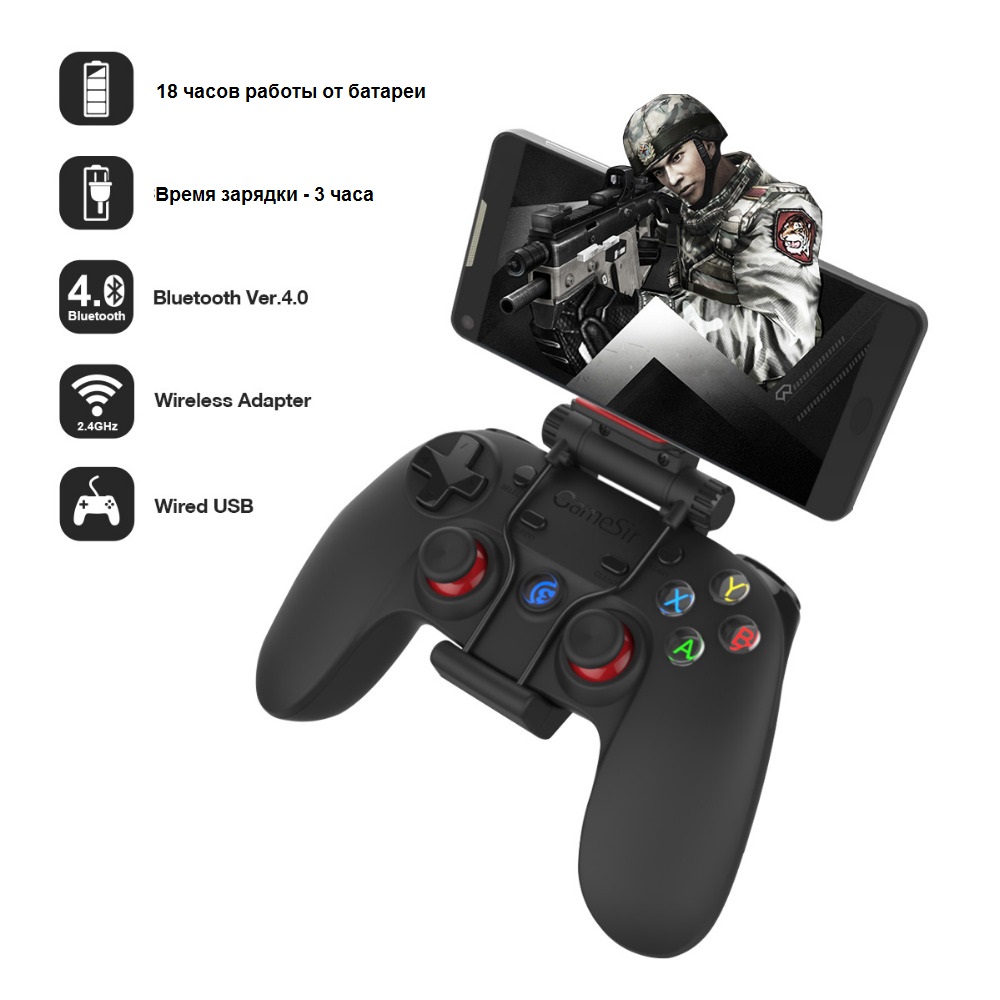 18 часов работы от батареи
Время зарядки - 3 часа
4.0
Bluetooth
Bluetooth Ver.4.0
2.4GHz
Wireless Adapter
Wired USB
GameSir
X
Y
A
B